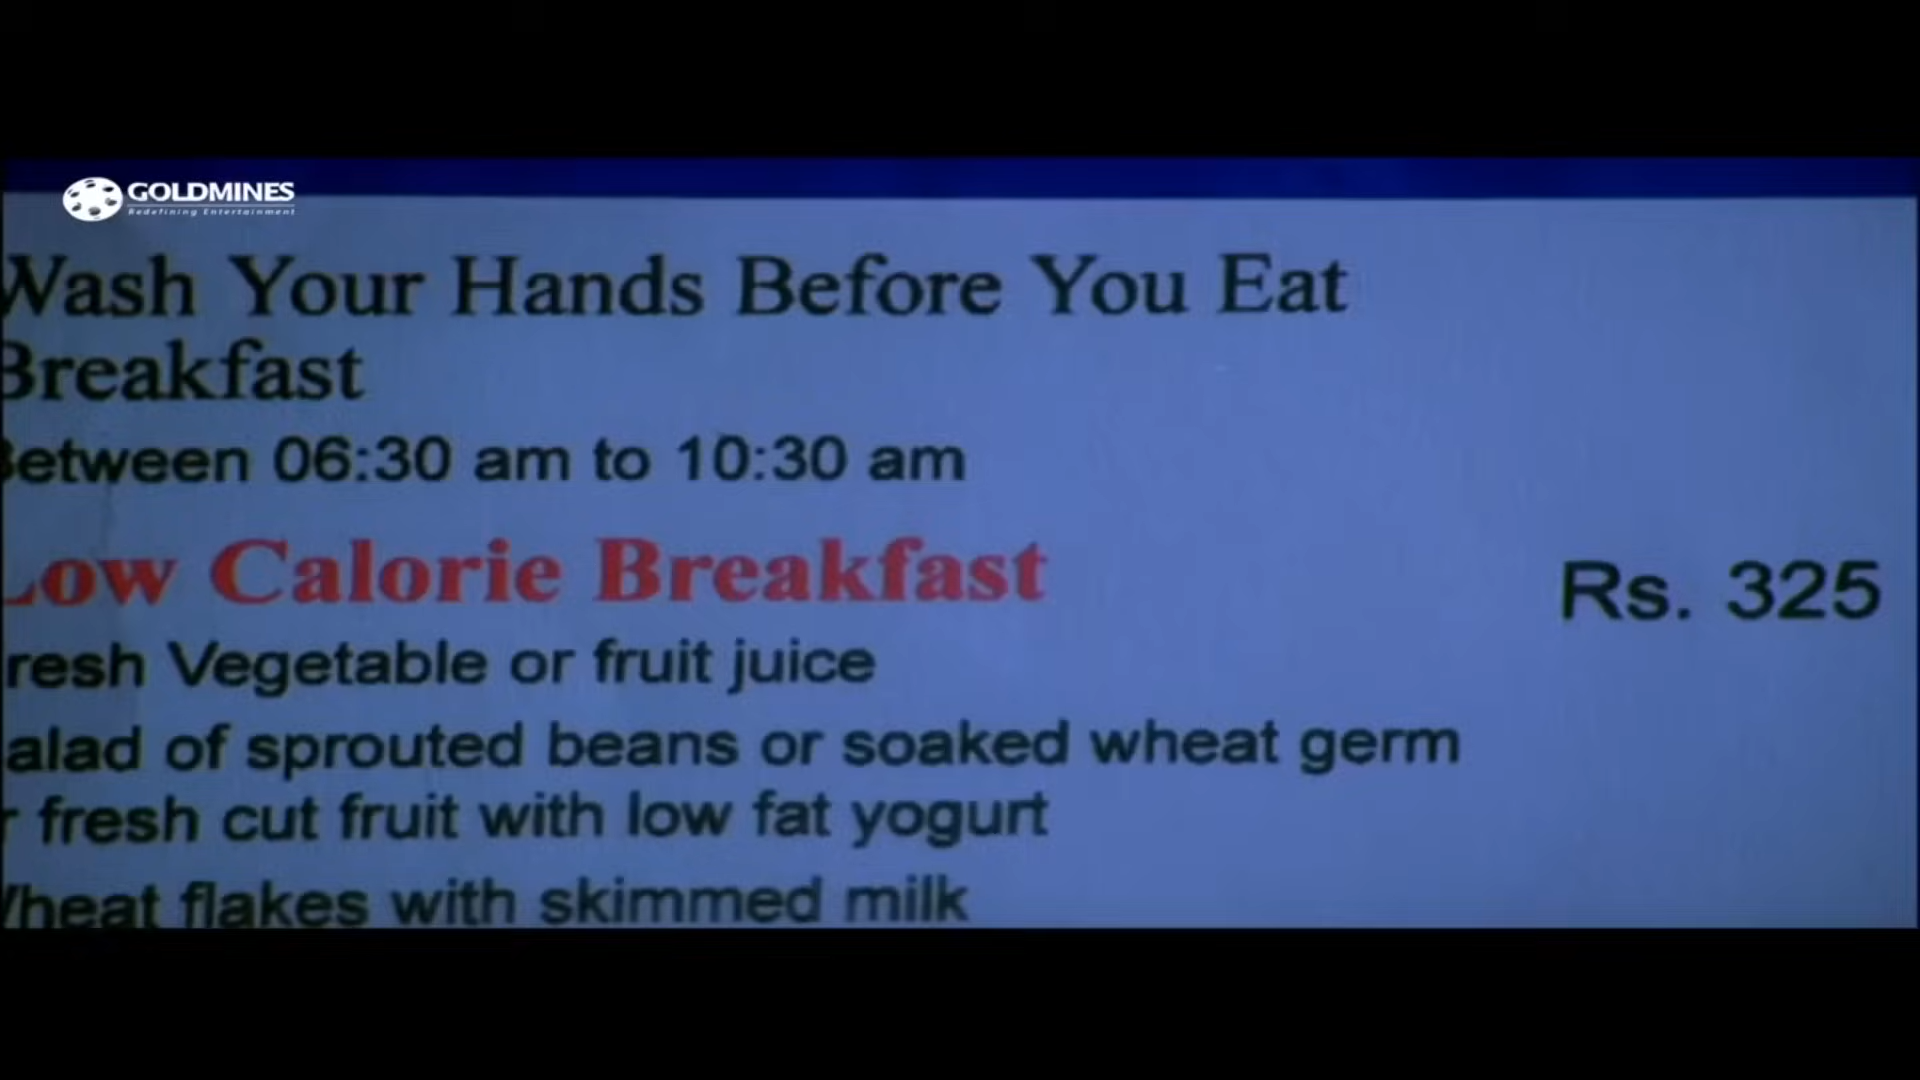 GOLDMINES
Redefining Entertainment
Wash Your Hands Before You Eat
Breakfast
Between 06:30 am to 10:30 am
Low Calorie Breakfast
Rs. 325
resh Vegetable or fruit juice
alad of sprouted beans or soaked wheat germ
r fresh cut fruit with low fat yogurt
Wheat flakes with skimmed milk